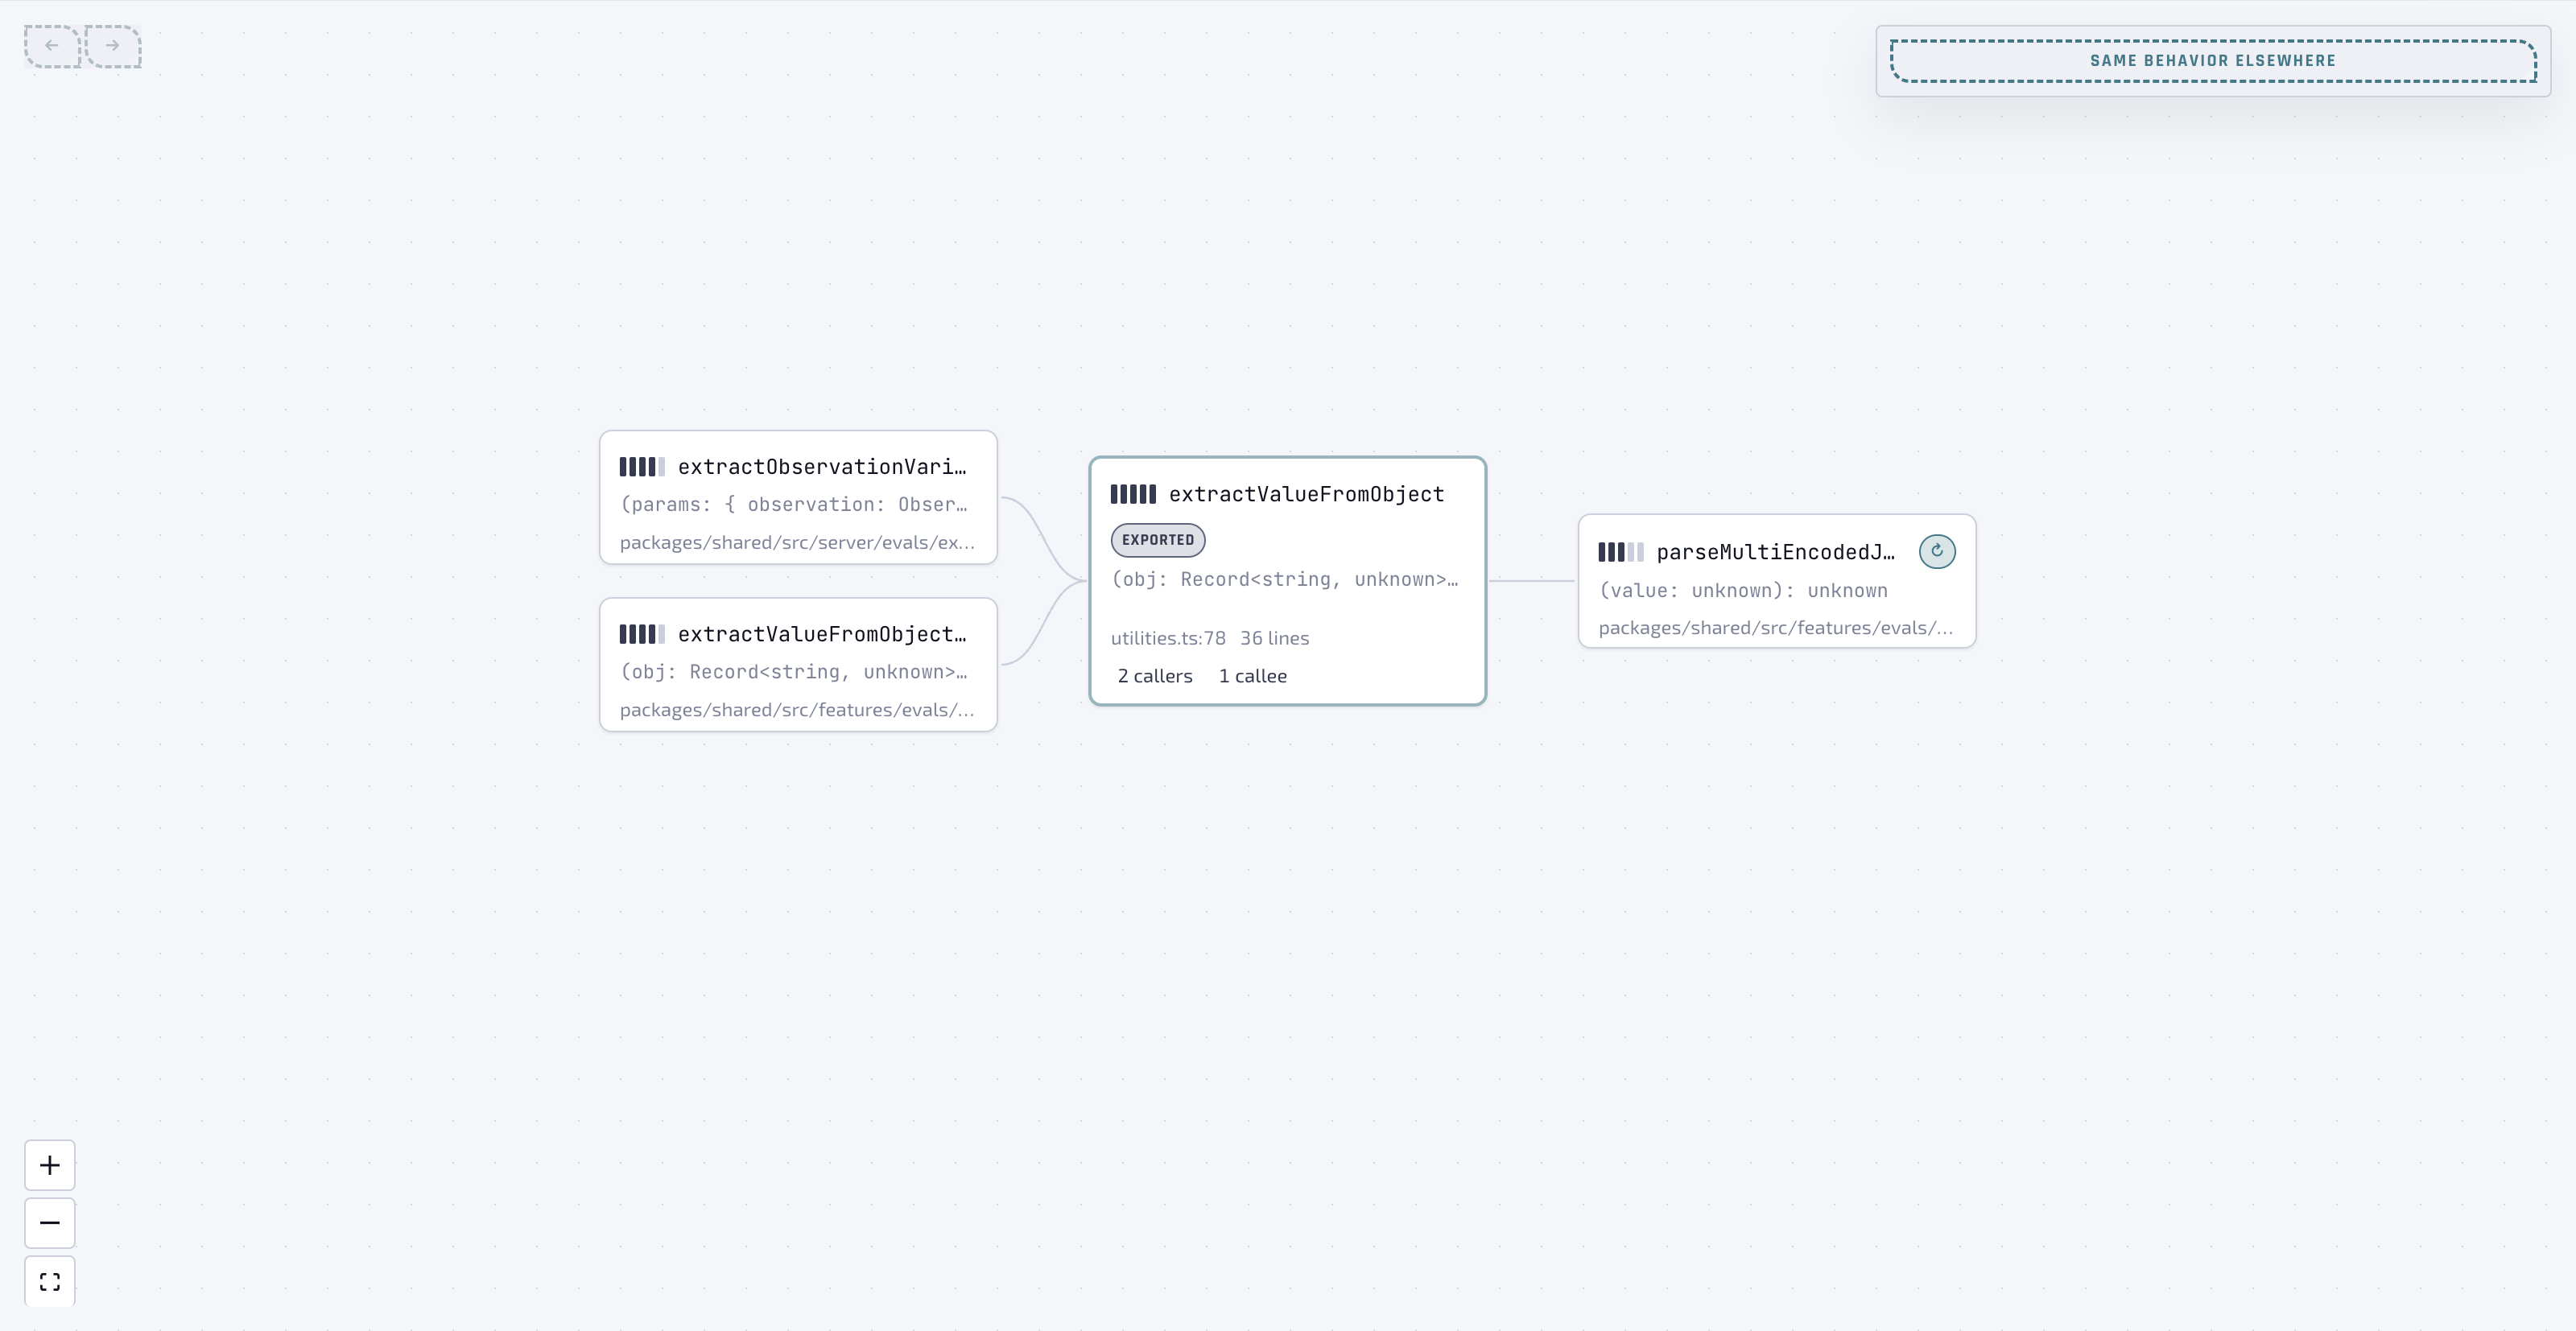 SAME BEHAVIOR ELSEWHERE
extractObservationVari…
(params: { observation: Obser…
packages/shared/src/server/evals/ex…
extractValueFromObject…
(obj: Record<string, unknown>…
packages/shared/src/features/evals/…
extractValueFromObject
EXPORTED
(obj: Record<string, unknown>…
utilities.ts:78 36 lines
2 callers 1 callee
parseMultiEncodedJ…
(value: unknown): unknown
packages/shared/src/features/evals/…